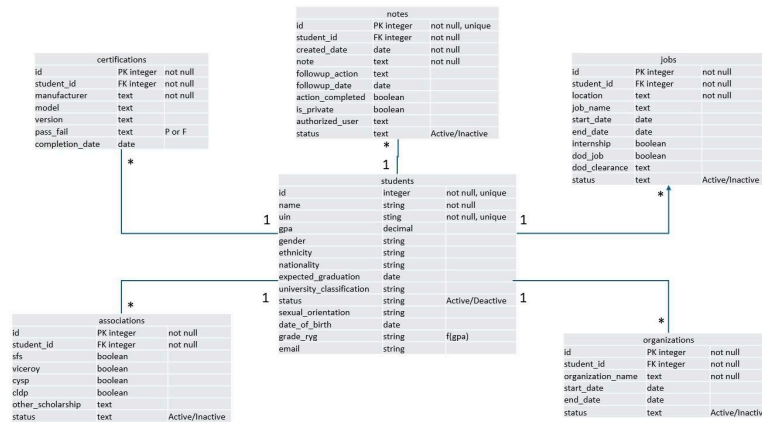 notes
id PK integer not null, unique
student_id FK integer not null
created_date date not null
note text not null
followup_action text
followup_date date
action_completed boolean
is_private boolean
authorized_user text
status text Active/Inactive
certifications
id PK integer not null
student_id FK integer not null
manufacturer text not null
model text
version text
pass_fail text P or F
completion_date date
jobs
id PK integer not null
student_id FK integer not null
location text not null
job_name text
start_date date
end_date date
internship boolean
dod_job boolean
dod_clearance text
status text Active/Inactive
*
*
*
1
students
id integer not null, unique
name string not null
uin sting not null, unique
gpa decimal
gender string
ethnicity string
nationality string
expected_graduation date
university_classification string
status string Active/Deactive
sexual_orientation string
date_of_birth date
grade_ryg string f(gpa)
email string
1
1
1
1
*
*
associations
id PK integer not null
student_id FK integer not null
sfs boolean
viceroy boolean
cysp boolean
cldp boolean
other_scholarship text
status text Active/Inactive
organizations
id PK integer not null
student_id FK integer not null
organization_name text not null
start_date date
end_date date
status text Active/Inactive